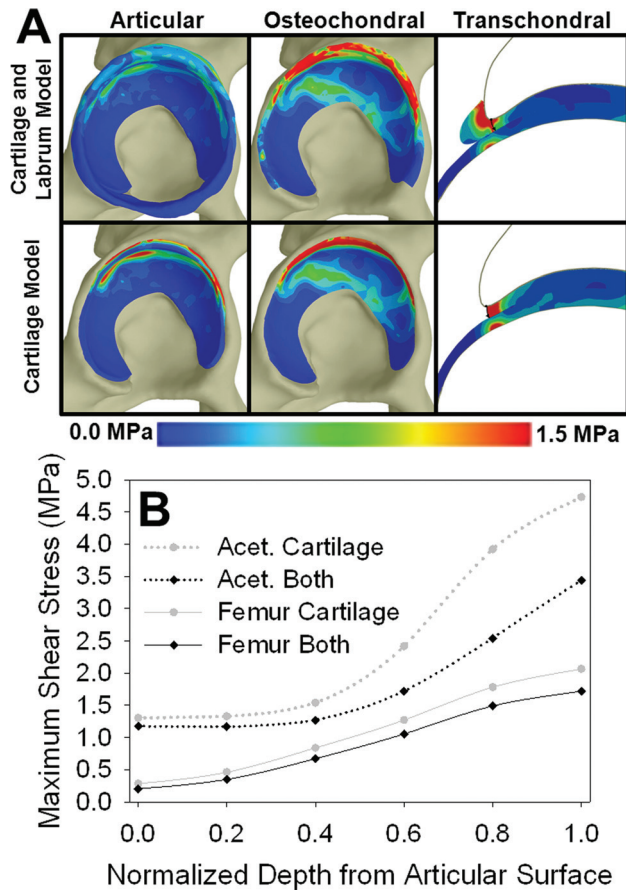 A
Articular Osteochondral Transchondral
Cartilage and
Labrum Model
Cartilage Model
0.0 MPa 1.5 MPa
B
Maximum Shear Stress (MPa)
5.0
4.5
4.0
3.5
3.0
2.5
2.0
1.5
1.0
0.5
0.0
Acet. Cartilage
Acet. Both
Femur Cartilage
Femur Both
0.0 0.2 0.4 0.6 0.8 1.0
Normalized Depth from Articular Surface